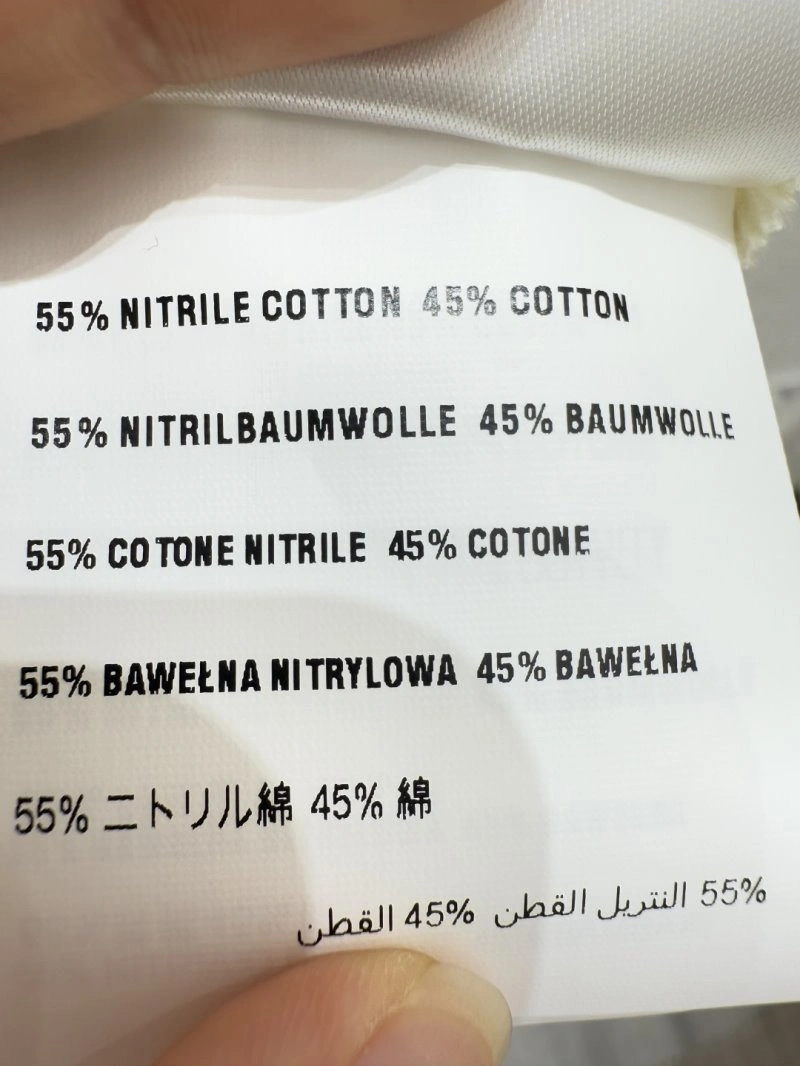 55% NITRILE COTTON 45% COTTON
55% NITRILBAUMWOLLE 45% BAUMWOLLE
55% COTONE NITRILE 45% COTONE
55% BAWEŁNA NITRYLOWA 45% BAWEŁNA
55% ニトリル綿 45% 綿
55% النتريل القطن 45% القطن